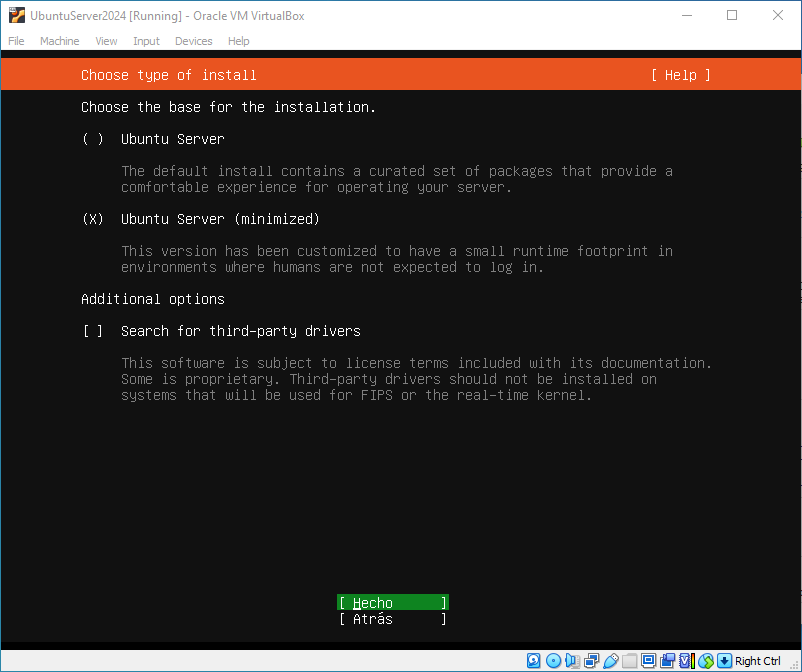 UbuntuServer2024 [Running] - Oracle VM VirtualBox
File Machine View Input Devices Help
Choose type of install [ Help ]
Choose the base for the installation.
( ) Ubuntu Server
The default install contains a curated set of packages that provide a
comfortable experience for operating your server.
(X) Ubuntu Server (minimized)
This version has been customized to have a small runtime footprint in
environments where humans are not expected to log in.
Additional options
[ ] Search for third-party drivers
This software is subject to license terms included with its documentation.
Some is proprietary. Third-party drivers should not be installed on
systems that will be used for FIPS or the real-time kernel.
[ Hecho ]
[ Atrás ]
Right Ctrl